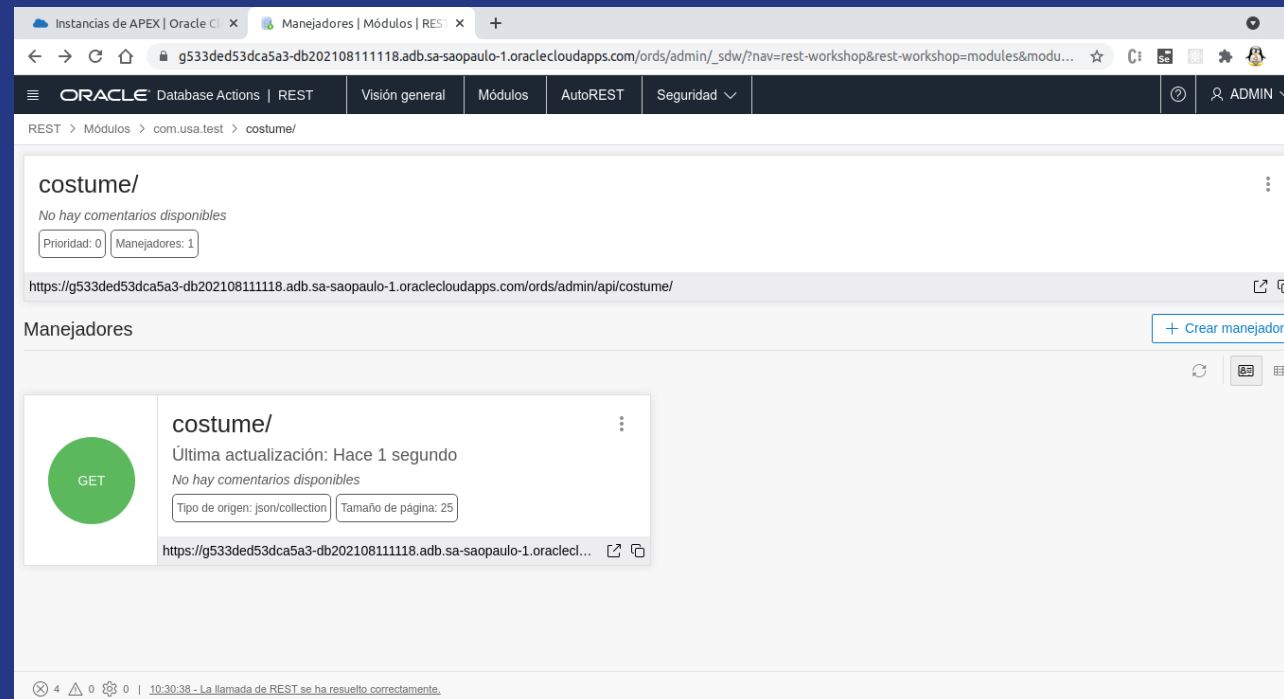 Instancias de APEX | Oracle Cl
Manejadores | Módulos | REST
g533ded53dca5a3-db202108111118.adb.sa-saopaulo-1.oraclecloudapps.com/ords/admin/_sdw/?nav=rest-workshop&rest-workshop=modules&modu...
ORACLE Database Actions | REST Visión general Módulos AutoREST Seguridad ADMIN
REST > Módulos > com.usa.test > costume/
costume/
No hay comentarios disponibles
Prioridad: 0 Manejadores: 1
https://g533ded53dca5a3-db202108111118.adb.sa-saopaulo-1.oraclecloudapps.com/ords/admin/api/costume/
Manejadores
+ Crear manejador
GET
costume/
Última actualización: Hace 1 segundo
No hay comentarios disponibles
Tipo de origen: json/collection Tamaño de página: 25
https://g533ded53dca5a3-db202108111118.adb.sa-saopaulo-1.oraclecl...
4 0 0 | 10:30:38 - La llamada de REST se ha resuelto correctamente.